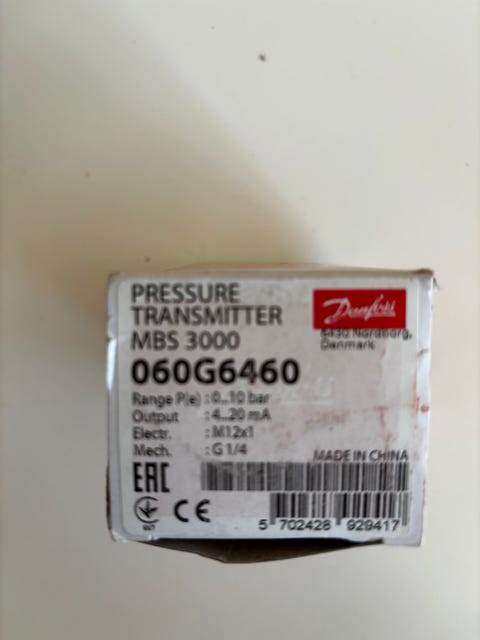 PRESSURE
TRANSMITTER
MBS 3000
060G6460
Danfoss
6430 Nordborg,
Denmark
Range P(e) : 0..10 bar
Output : 4..20 mA
Electr. : M12x1
Mech. : G 1/4
MADE IN CHINA
EAC
CE
5 702428 929417